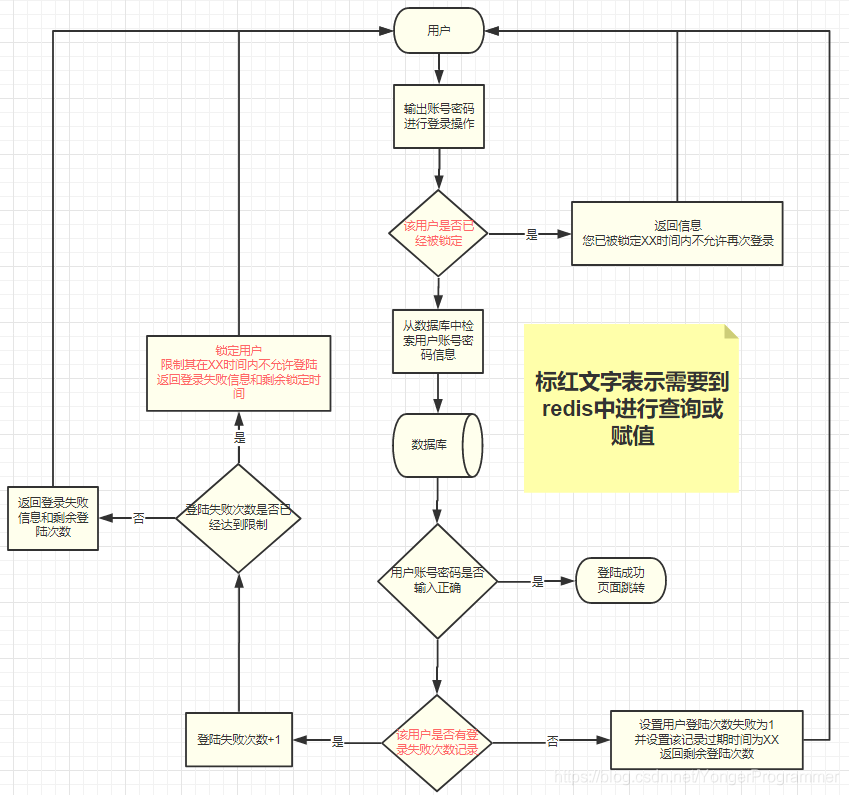 用户
输出账号密码
进行登录操作
该用户是否已
经被锁定
是
返回信息
您已被锁定XX时间内不允许再次登录
从数据库中检
索用户账号密
码信息
锁定用户
限制其在XX时间内不允许登陆
返回登录失败信息和剩余锁定时
间
标红文字表示需要到
redis中进行查询或
赋值
数据库
是
登陆失败次数是否已
经达到限制
否
返回登录失败
信息和剩余登
陆次数
用户账号密码是否
输入正确
是
登陆成功
页面跳转
登陆失败次数+1
是
该用户是否有登
录失败次数记录
否
设置用户登陆次数失败为1
并设置该记录过期时间为XX
返回剩余登陆次数
https://blog.csdn.net/YongerProgrammer